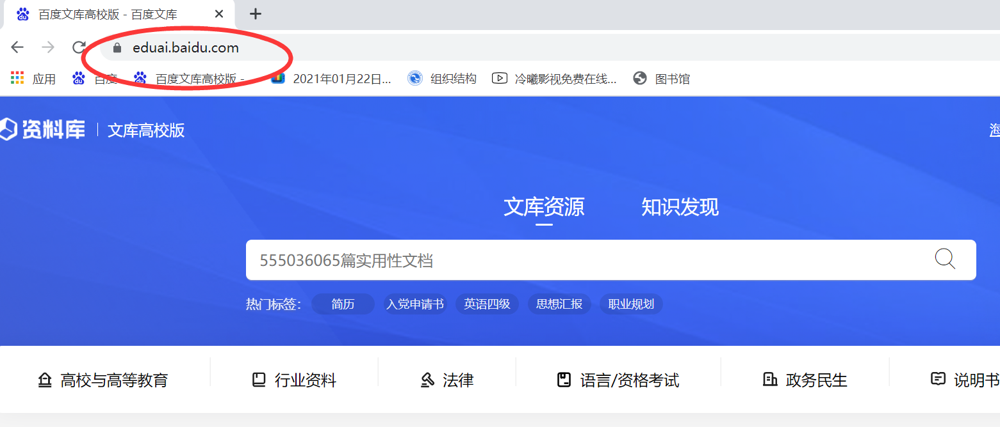 百度文库高校版 - 百度文库
eduai.baidu.com
应用 百度 百度文库高校版 - 2021年01月22日... 组织结构 冷曦影视免费在线... 图书馆
资料库 文库高校版 海
文库资源 知识发现
555036065篇实用性文档
热门标签: 简历 入党申请书 英语四级 思想汇报 职业规划
高校与高等教育 行业资料 法律 语言/资格考试 政务民生 说明书